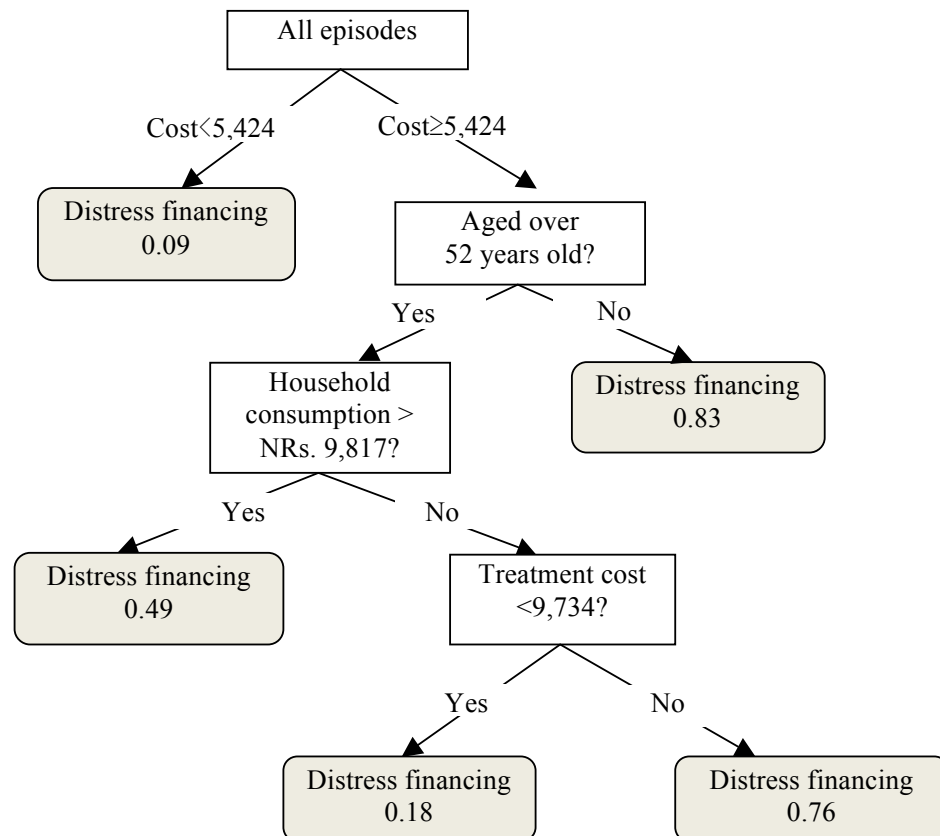 All episodes
Cost<5,424
Cost≥5,424
Distress financing
0.09
Aged over
52 years old?
Yes
No
Household
consumption >
NRs. 9,817?
Distress financing
0.83
Yes
No
Distress financing
0.49
Treatment cost
<9,734?
Yes
No
Distress financing
0.18
Distress financing
0.76